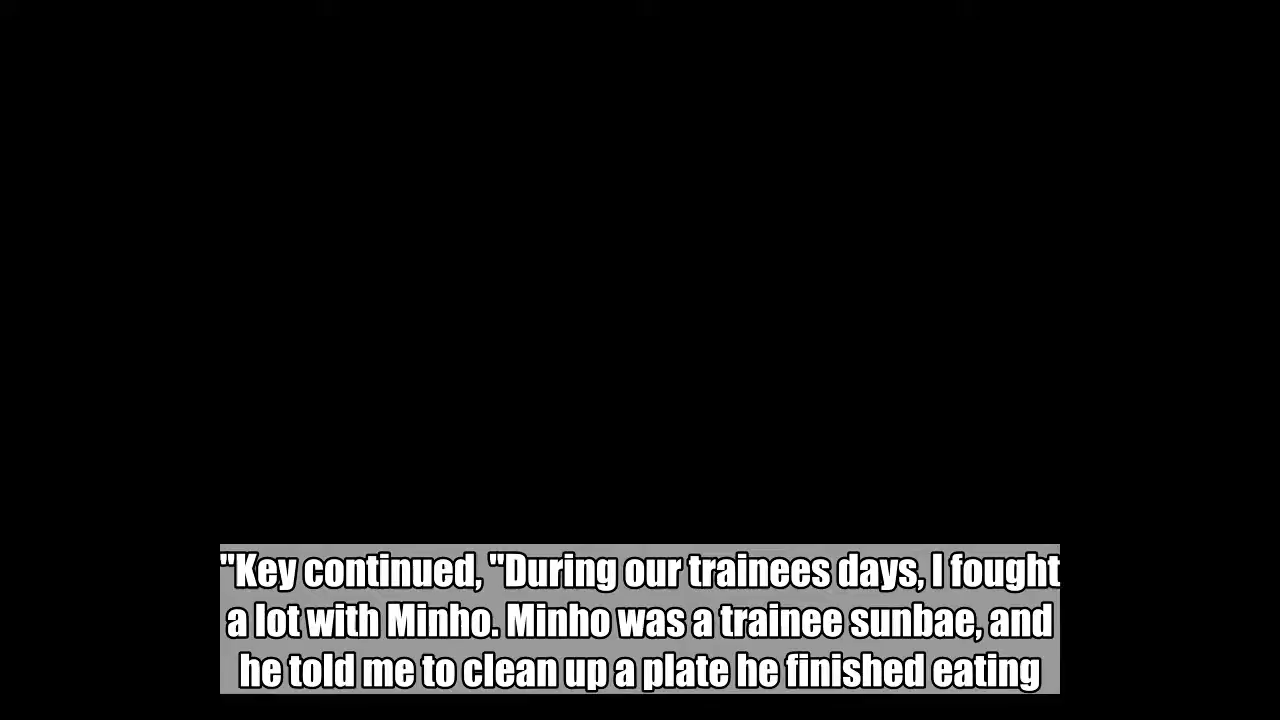 "Key continued, "During our trainees days, I fought
a lot with Minho. Minho was a trainee sunbae, and
he told me to clean up a plate he finished eating